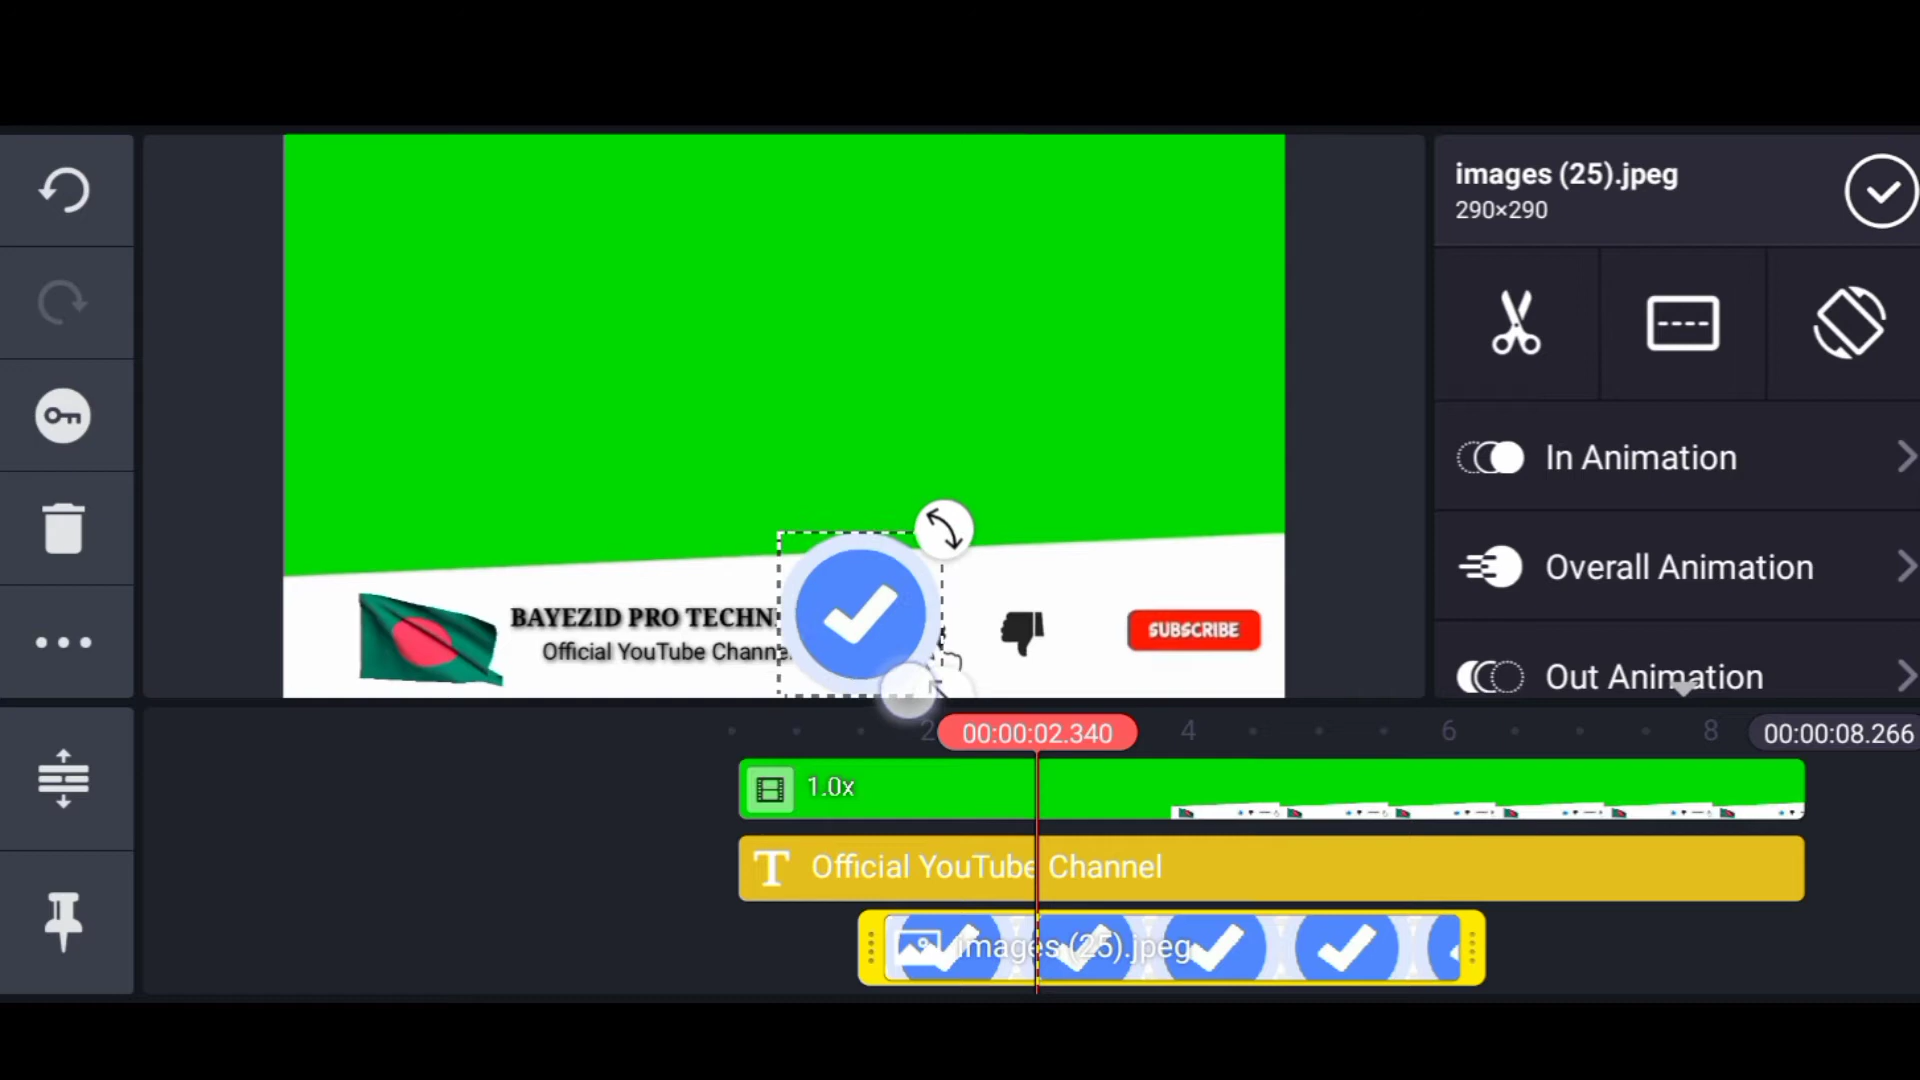 images (25).jpeg
290×290
In Animation
Overall Animation
Out Animation
BAYEZID PRO TECHN
Official YouTube Channe
SUBSCRIBE
2
00:00:02.340
4
6
8
00:00:08.266
1.0x
T Official YouTube Channel
images (25).jpeg